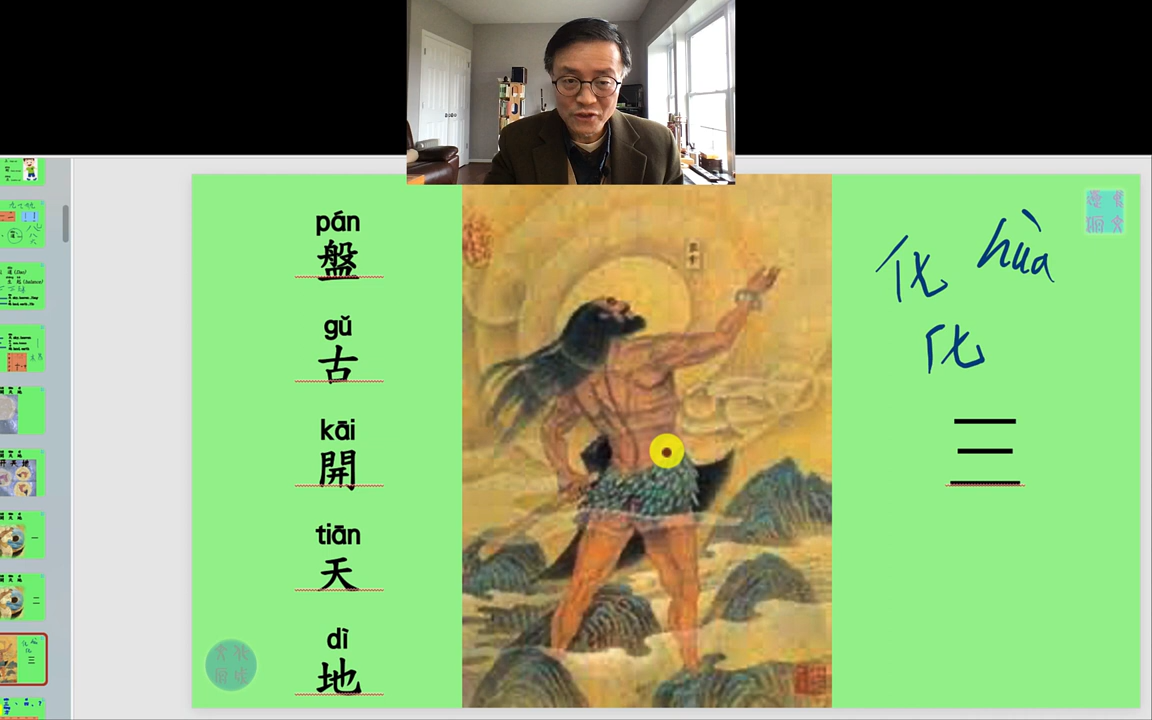 pán
盤
gǔ
古
kāi
開
tiān
天
dì
地
化 huà
化
三